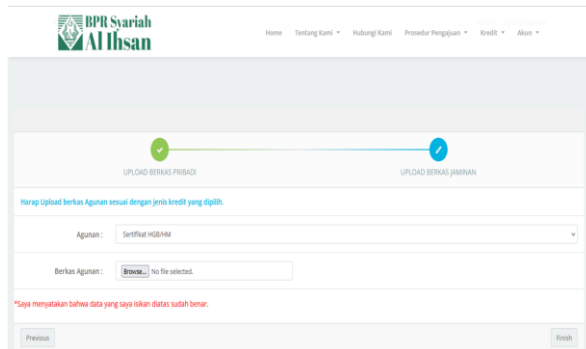 BPR Syariah
Al Ihsan
Home Tentang Kami Hubungi Kami Prosedur Pengajuan Kredit Akun
UPLOAD BERKAS PRIBADI UPLOAD BERKAS JAMINAN
Harap Upload berkas Agunan sesuai dengan jenis kredit yang dipilih.
Agunan : Sertifikat HGB/HM
Berkas Agunan : Browse... No file selected.
*Saya menyatakan bahwa data yang saya isikan diatas sudah benar.
Previous Finish